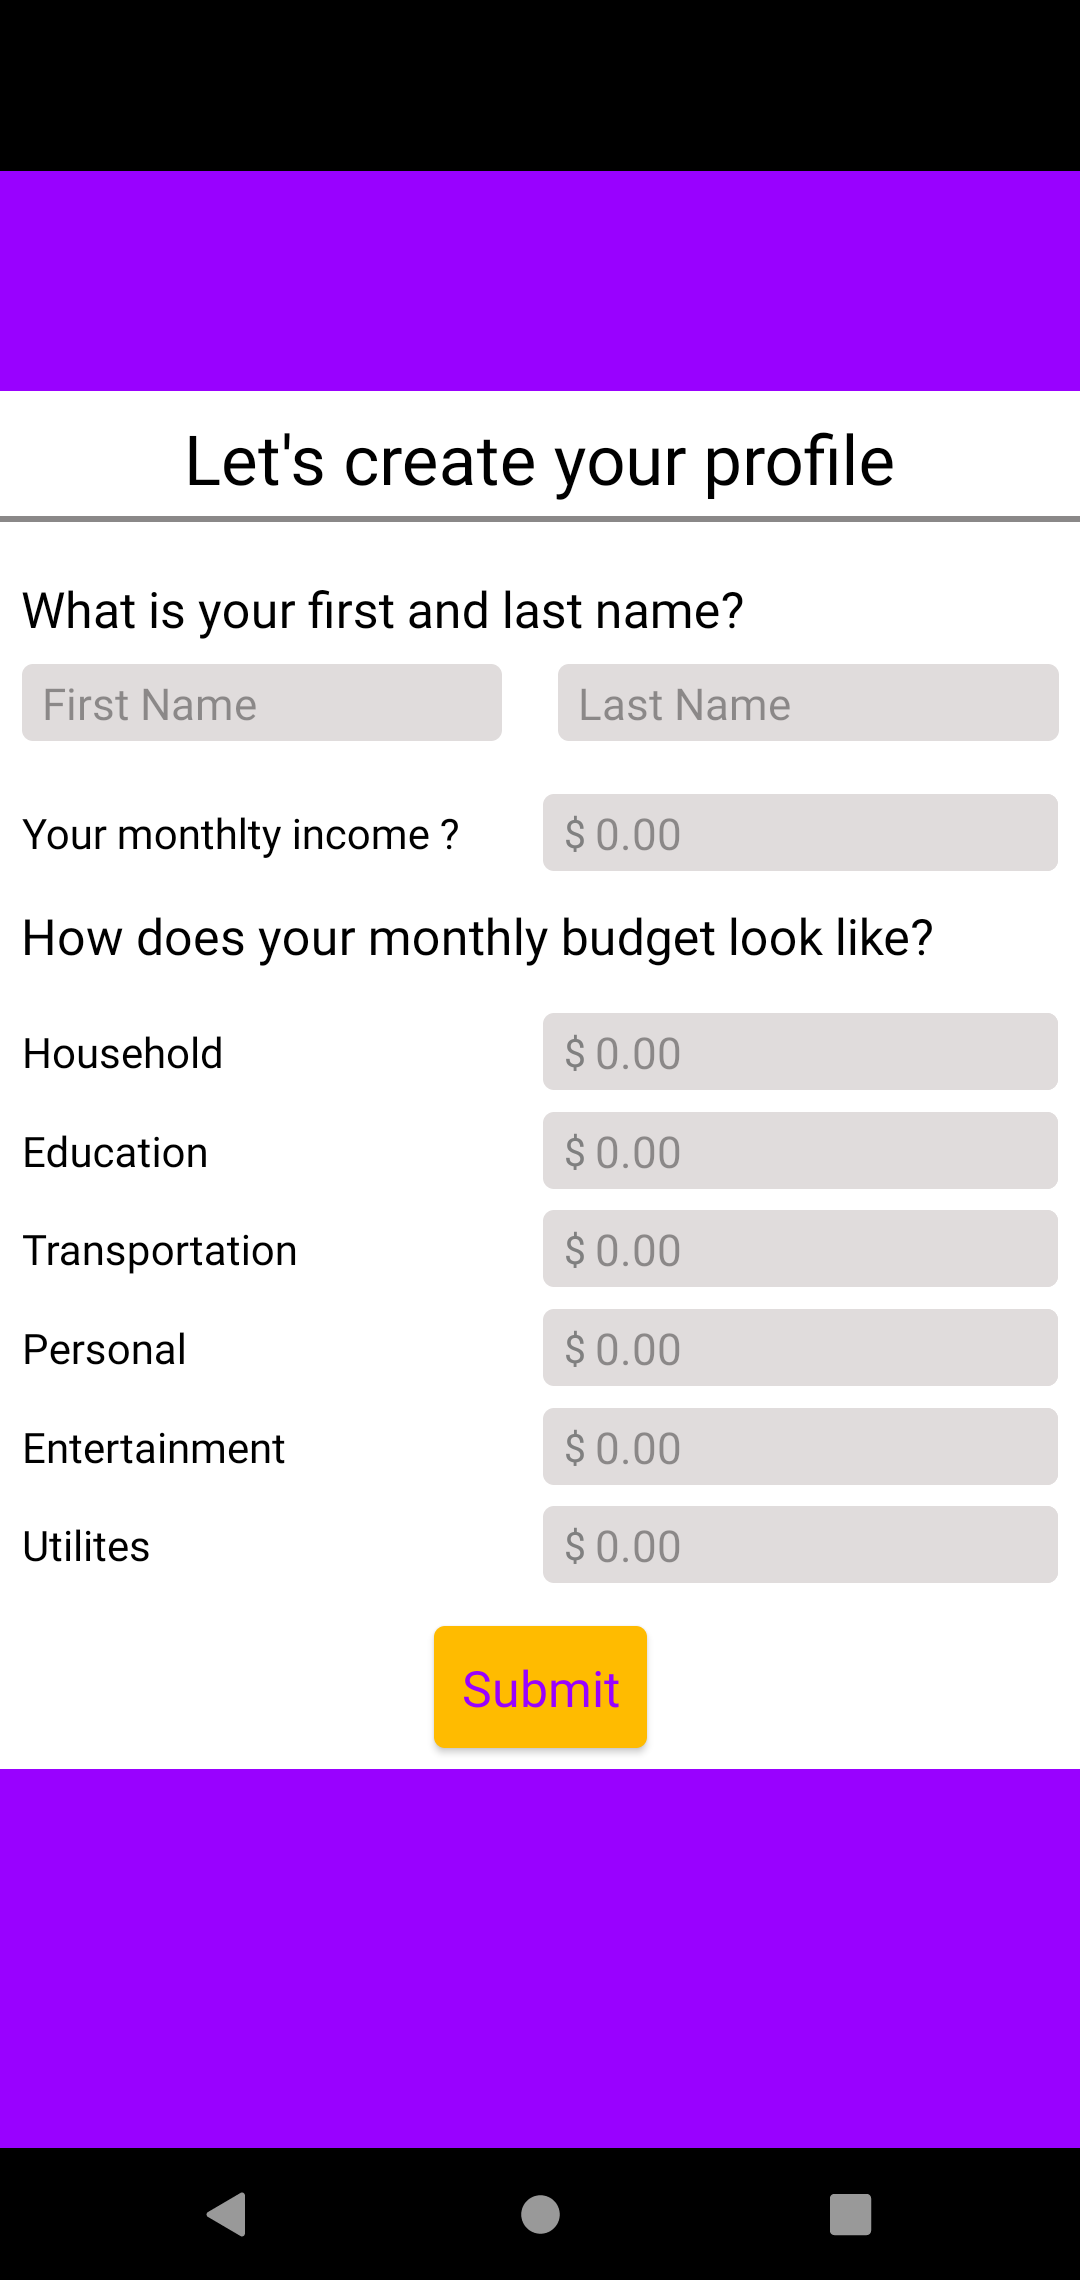 Let's create your profile
What is your first and last name?
First Name Last Name
Your monthlty income ? $ 0.00
How does your monthly budget look like?
Household $ 0.00
Education $ 0.00
Transportation $ 0.00
Personal $ 0.00
Entertainment $ 0.00
Utilites $ 0.00
Submit